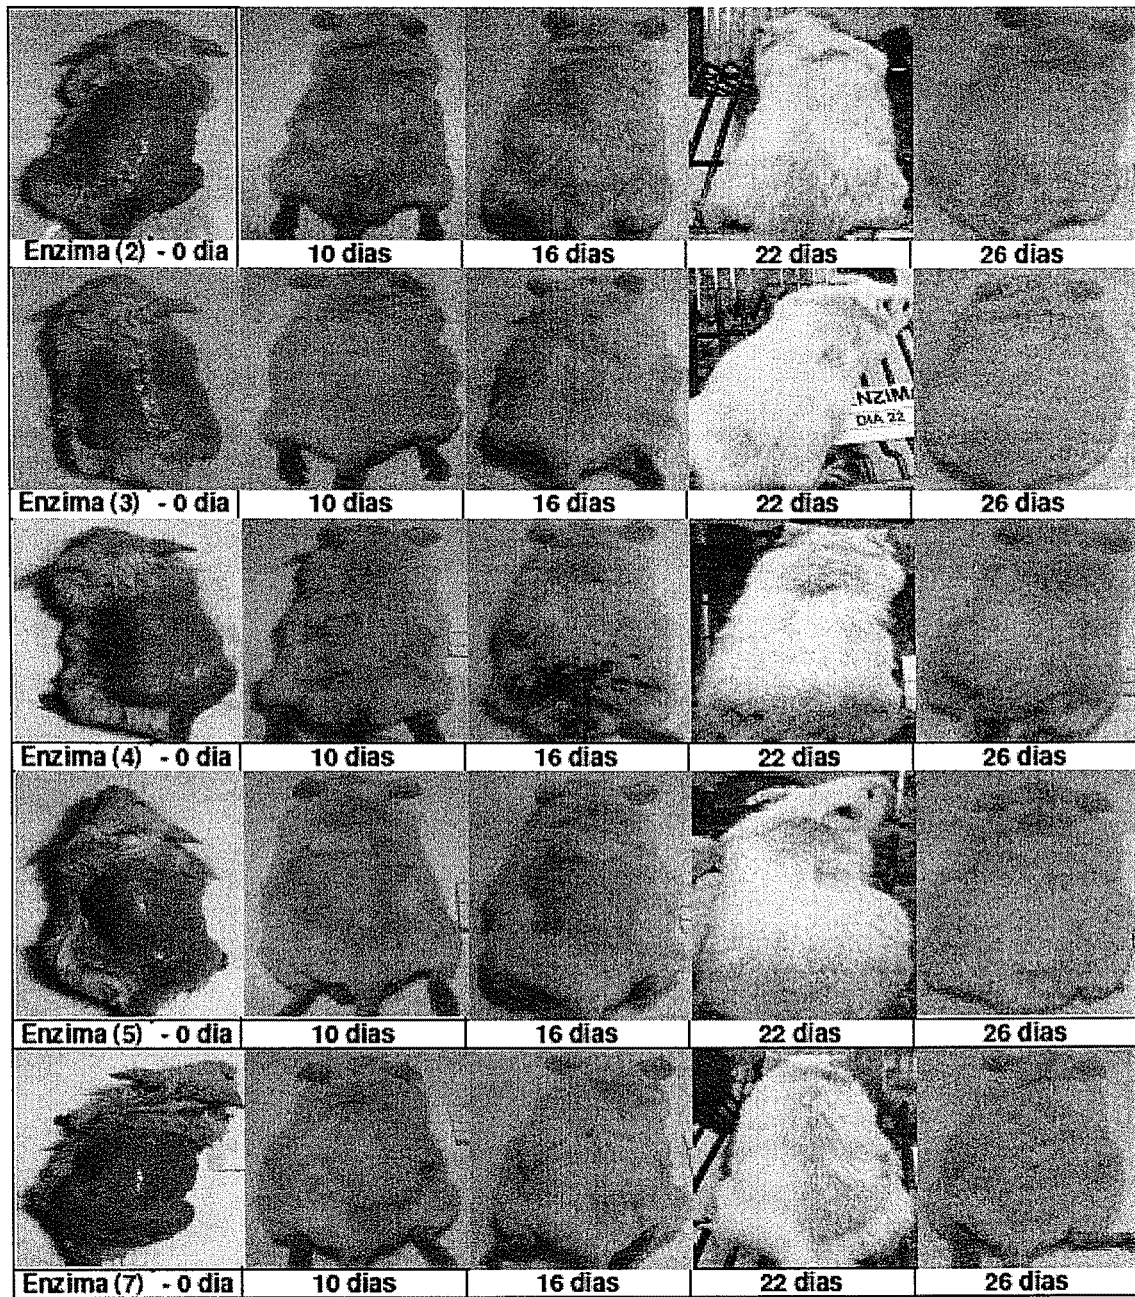 Enzima (2) - 0 dia 10 dias 16 dias 22 dias 26 dias
NZIMA
DIA 22
Enzima (3) - 0 dia 10 dias 16 dias 22 dias 26 dias
Enzima (4) - 0 dia 10 dias 16 dias 22 dias 26 dias
Enzima (5) - 0 dia 10 dias 16 dias 22 dias 26 dias
Enzima (7) - 0 dia 10 dias 16 dias 22 dias 26 dias